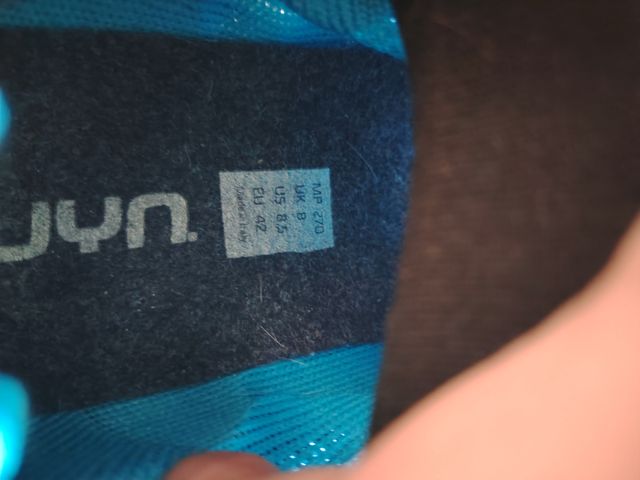 UYN.
MP 270
UK 8
US 8.5
EU 42
Made in Italy